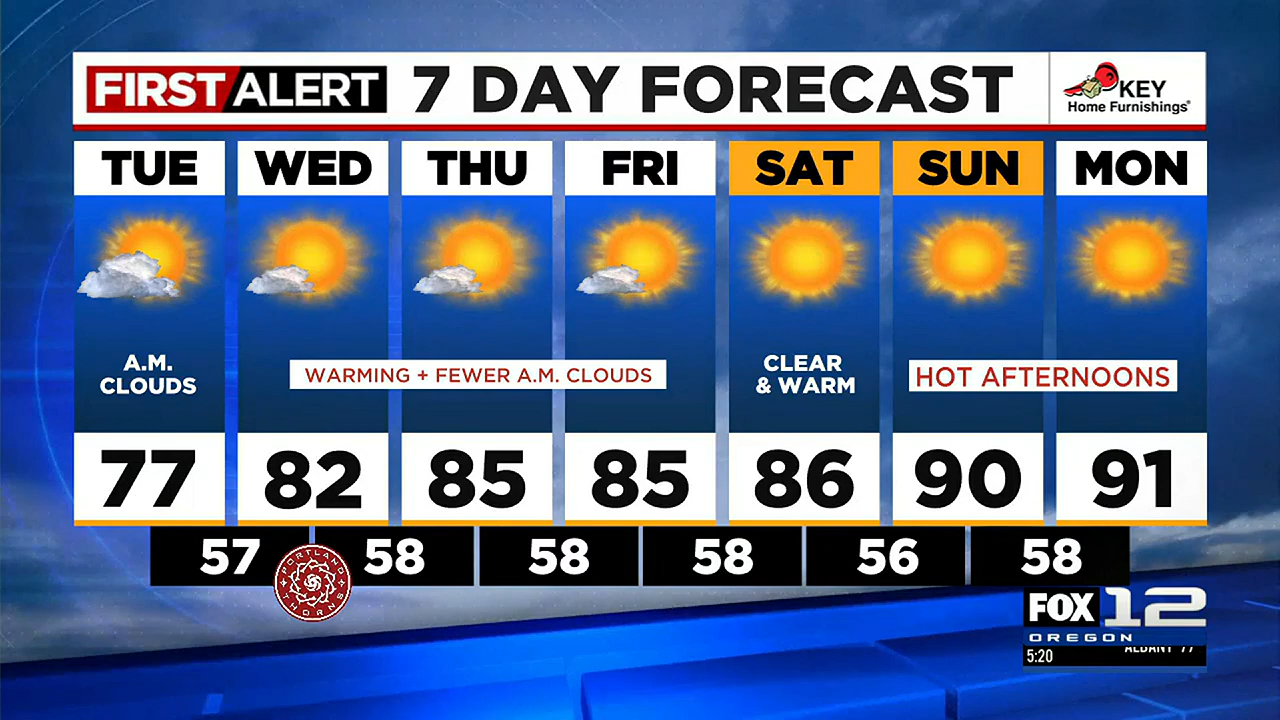 FIRST ALERT 7 DAY FORECAST
KEY
Home Furnishings®
TUE WED THU FRI SAT SUN MON
A.M.
CLOUDS
WARMING + FEWER A.M. CLOUDS
CLEAR
& WARM
HOT AFTERNOONS
77 82 85 85 86 90 91
57 58 58 58 56 58
PORTLAND
THORNS
FOX 12
OREGON
5:20 ALBANY 77